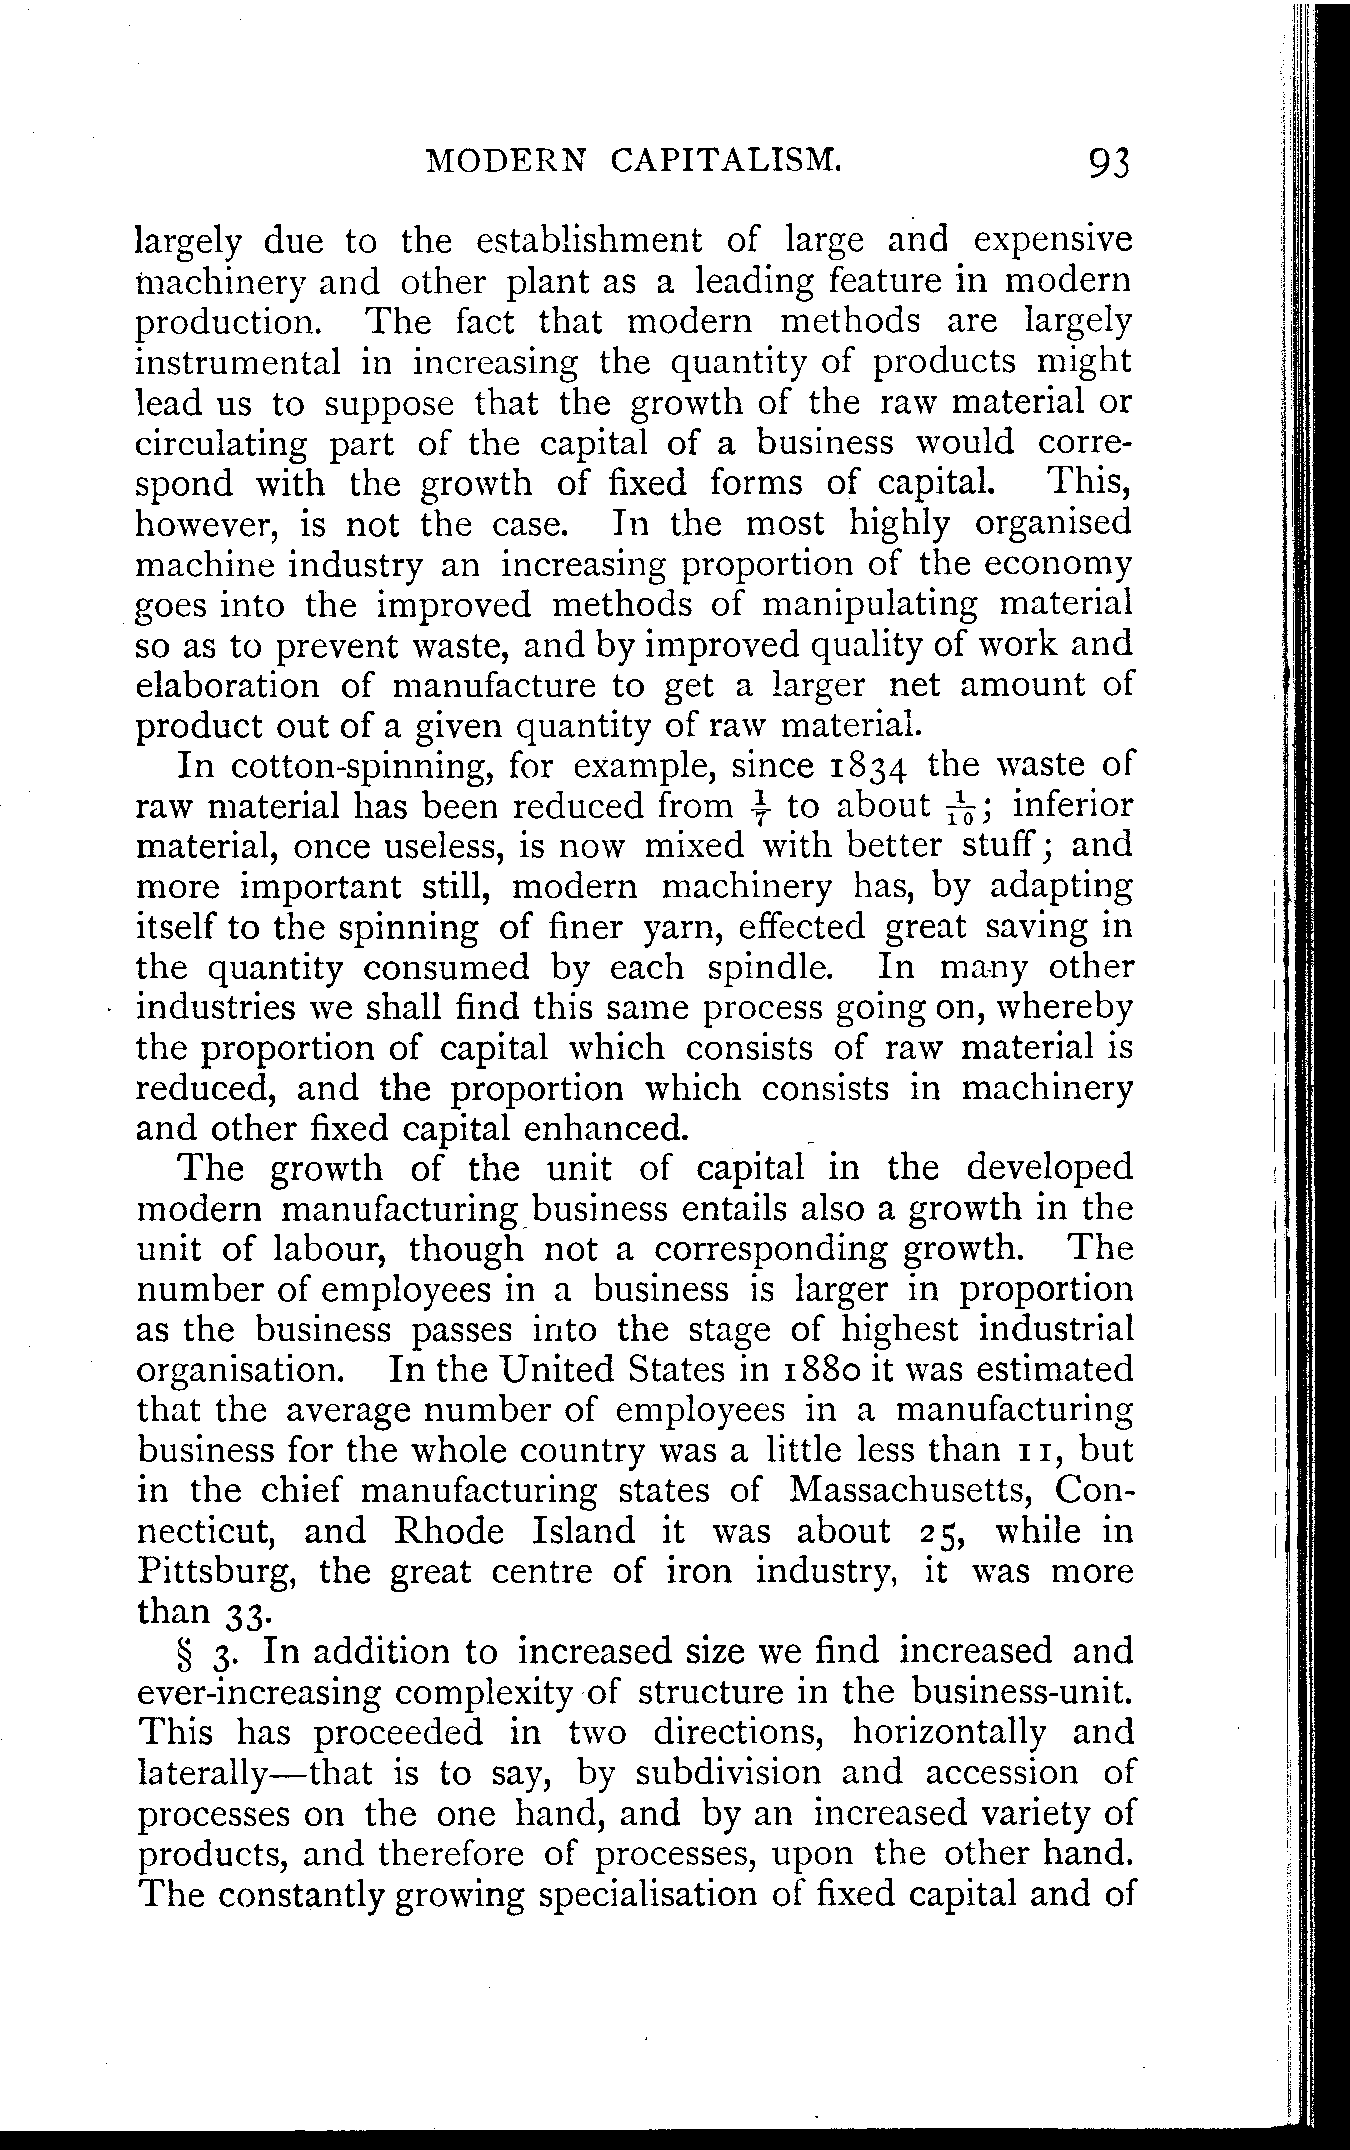 MODERN CAPITALISM. 93
largely due to the establishment of large and expensive
machinery and other plant as a leading feature in modern
production. The fact that modern methods are largely
instrumental in increasing the quantity of products might
lead us to suppose that the growth of the raw material or
circulating part of the capital of a business would corre-
spond with the growth of fixed forms of capital. This,
however, is not the case. In the most highly organised
machine industry an increasing proportion of the economy
goes into the improved methods of manipulating material
so as to prevent waste, and by improved quality of work and
elaboration of manufacture to get a larger net amount of
product out of a given quantity of raw material.
In cotton-spinning, for example, since 1834 the waste of
raw material has been reduced from 1/7 to about 1/10; inferior
material, once useless, is now mixed with better stuff; and
more important still, modern machinery has, by adapting
itself to the spinning of finer yarn, effected great saving in
the quantity consumed by each spindle. In many other
industries we shall find this same process going on, whereby
the proportion of capital which consists of raw material is
reduced, and the proportion which consists in machinery
and other fixed capital enhanced.
The growth of the unit of capital in the developed
modern manufacturing business entails also a growth in the
unit of labour, though not a corresponding growth. The
number of employees in a business is larger in proportion
as the business passes into the stage of highest industrial
organisation. In the United States in 1880 it was estimated
that the average number of employees in a manufacturing
business for the whole country was a little less than 11, but
in the chief manufacturing states of Massachusetts, Con-
necticut, and Rhode Island it was about 25, while in
Pittsburg, the great centre of iron industry, it was more
than 33.
§ 3. In addition to increased size we find increased and
ever-increasing complexity of structure in the business-unit.
This has proceeded in two directions, horizontally and
laterally—that is to say, by subdivision and accession of
processes on the one hand, and by an increased variety of
products, and therefore of processes, upon the other hand.
The constantly growing specialisation of fixed capital and of